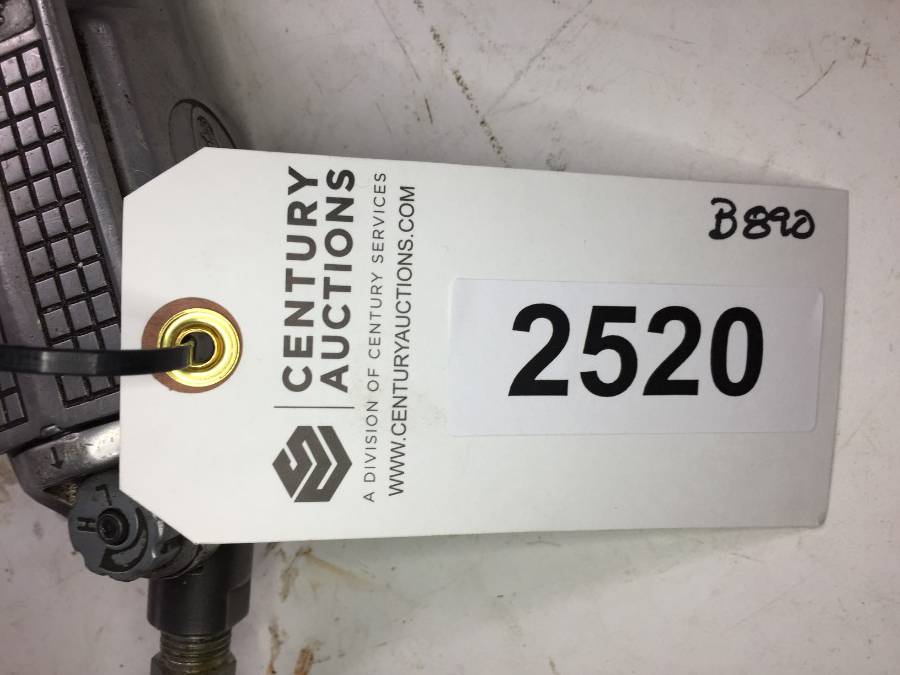 CENTURY
AUCTIONS
A DIVISION OF CENTURY SERVICES
WWW.CENTURYAUCTIONS.COM
B890
2520
H